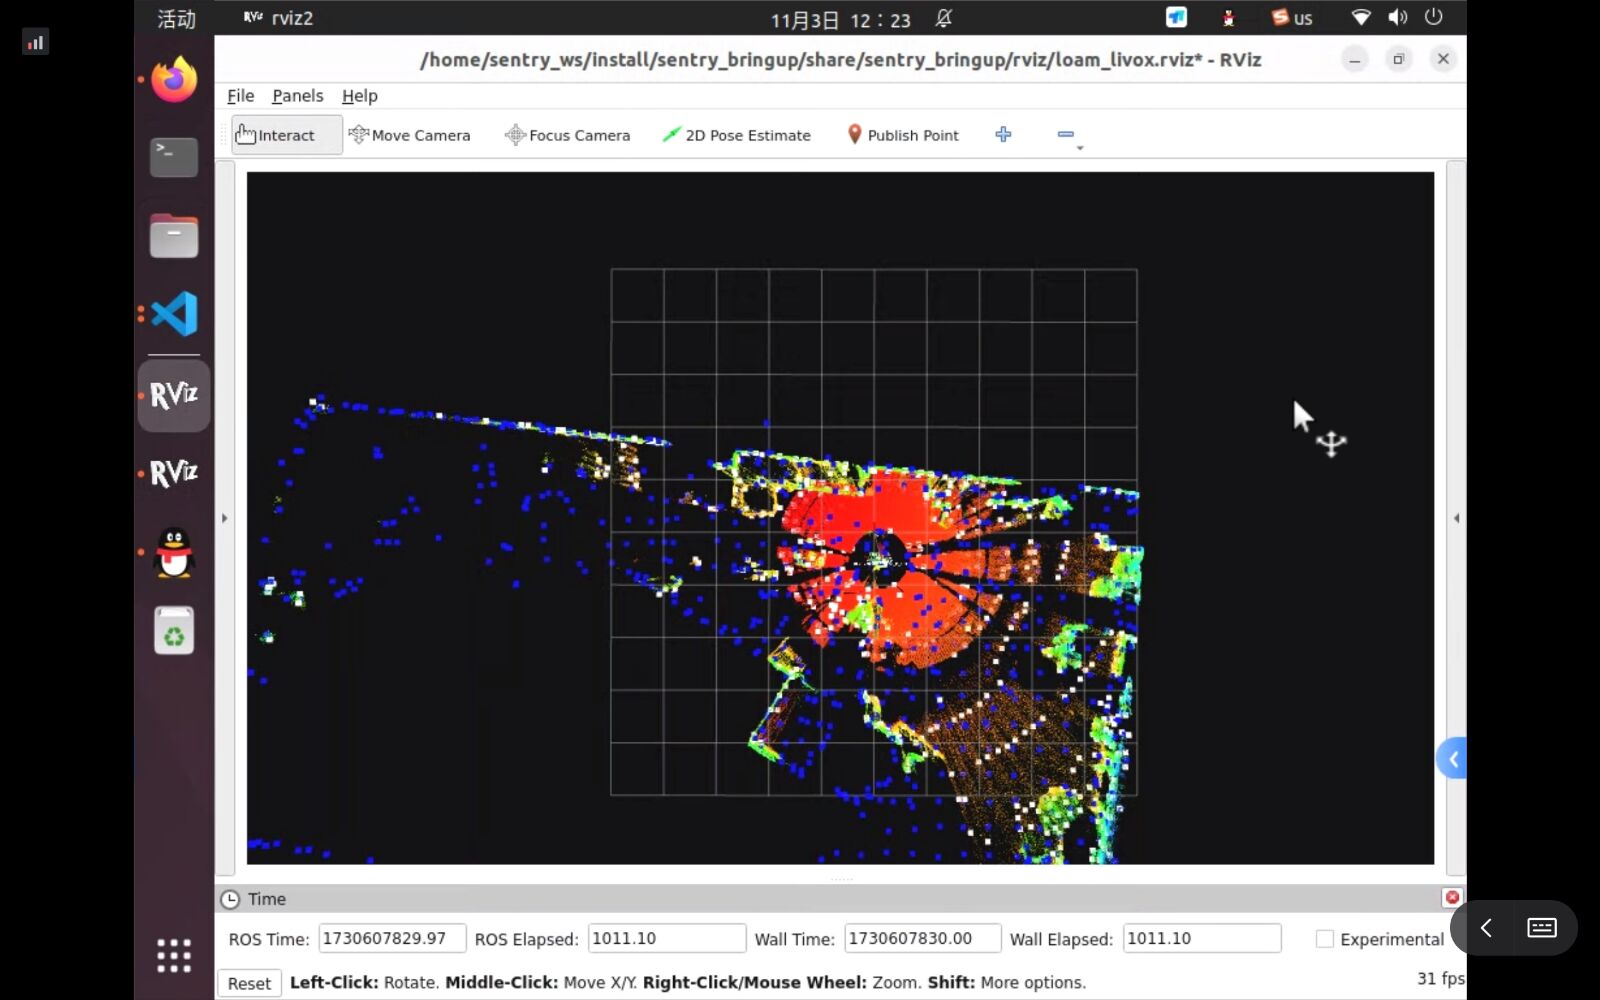 活动 RViz rviz2 11月3日 12：23 S us
/home/sentry_ws/install/sentry_bringup/share/sentry_bringup/rviz/loam_livox.rviz* - RViz
File Panels Help
Interact Move Camera Focus Camera 2D Pose Estimate Publish Point
>_
RViz
RViz
Time
ROS Time: 1730607829.97 ROS Elapsed: 1011.10 Wall Time: 1730607830.00 Wall Elapsed: 1011.10 Experimental
Reset Left-Click: Rotate. Middle-Click: Move X/Y. Right-Click/Mouse Wheel: Zoom. Shift: More options. 31 fps